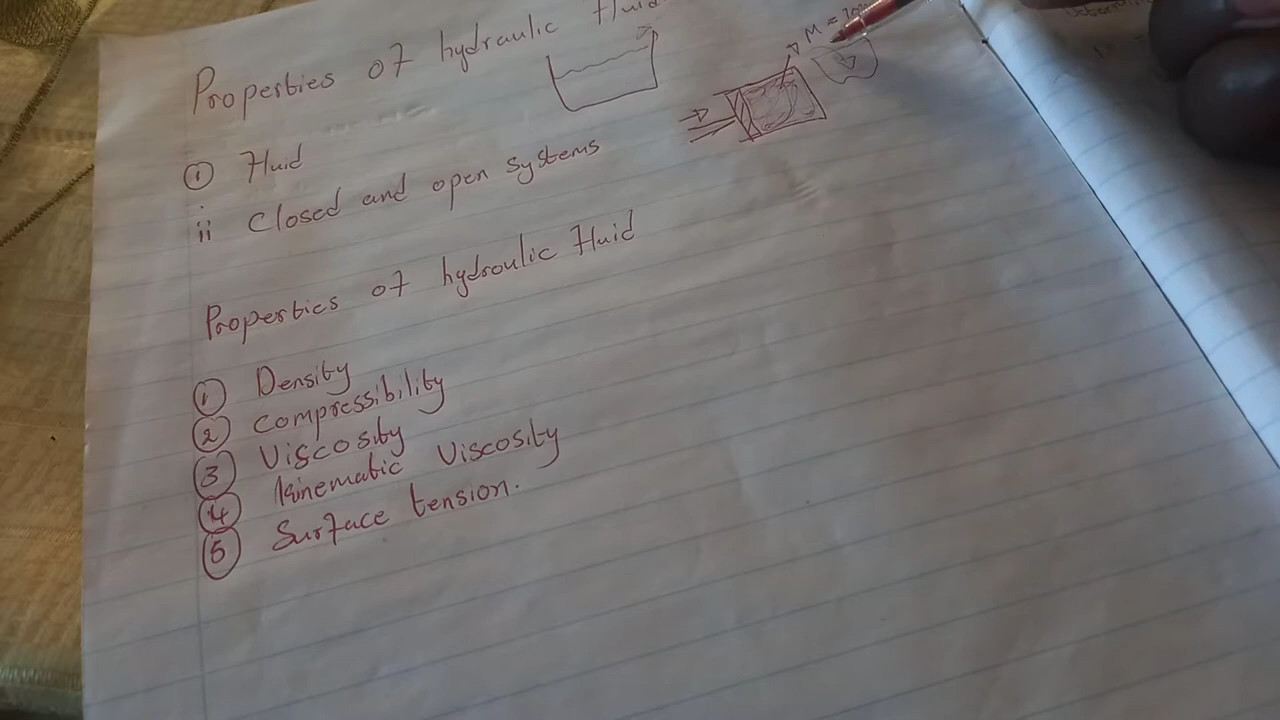 Properties of hydraulic fluid
① Fluid
ii Closed and open systems
Properties of hydroulic Fluid
① Density
② Compressibility
③ Viscosity
④ Kinematic Viscosity
⑤ Surface tension.
M =